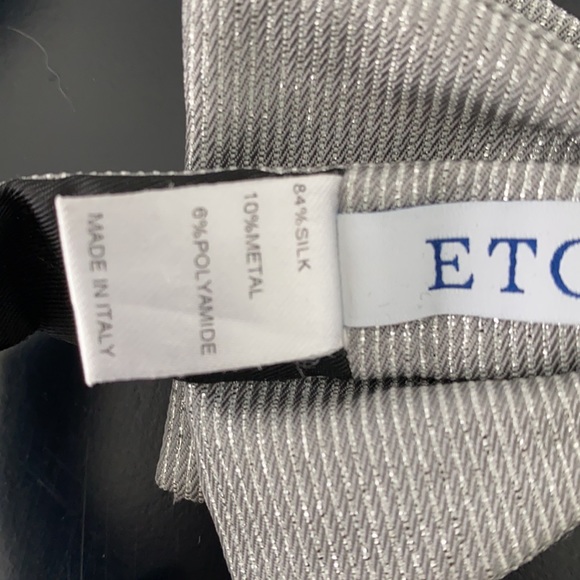 84%SILK
10%METAL
6%POLYAMIDE
MADE IN ITALY
ETO